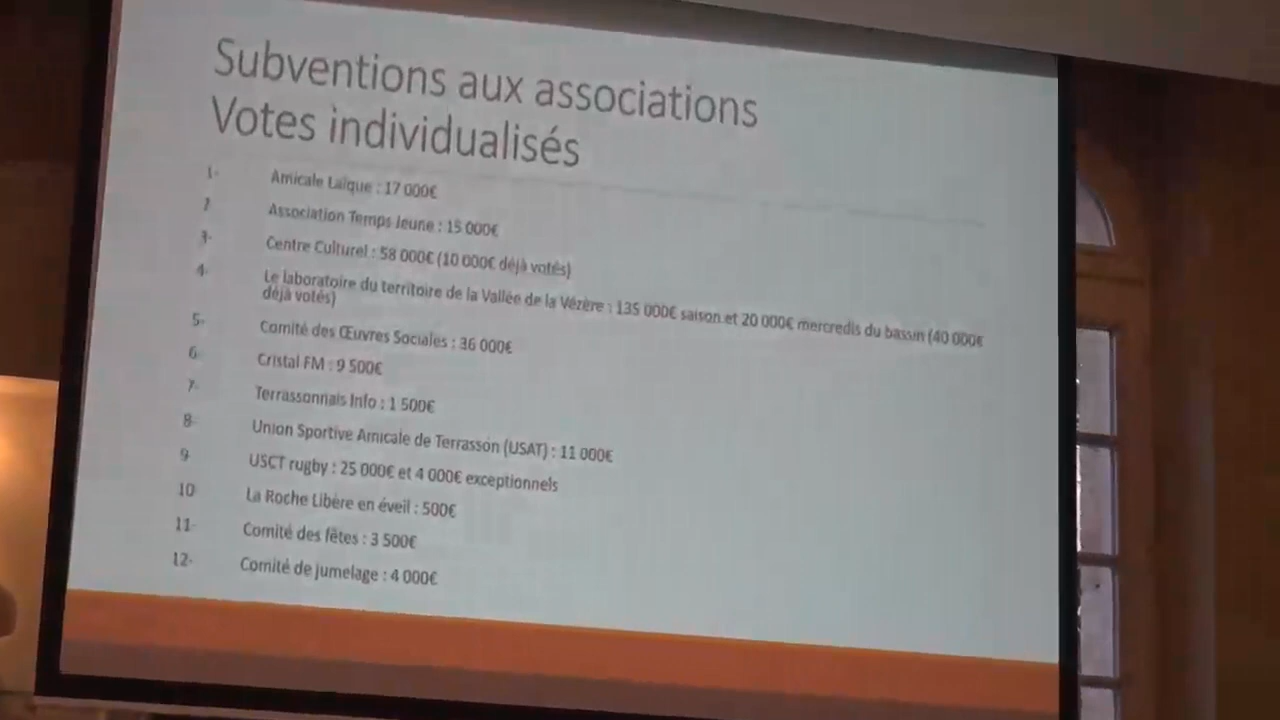 Subventions aux associations
Votes individualisés
1- Amicale Laïque : 17 000€
2 Association Temps Jeune : 15 000€
3- Centre Culturel : 58 000€ (10 000€ déjà votés)
4- Le laboratoire du territoire de la Vallée de la Vézère : 135 000€ saison et 20 000€ mercredis du bassin (40 000€
déjà votés)
5- Comité des Œuvres Sociales : 36 000€
6 Cristal FM : 9 500€
7- Terrassonnais Info : 1 500€
8- Union Sportive Amicale de Terrasson (USAT) : 11 000€
9 USCT rugby : 25 000€ et 4 000€ exceptionnels
10 La Roche Libère en éveil : 500€
11- Comité des fêtes : 3 500€
12- Comité de jumelage : 4 000€